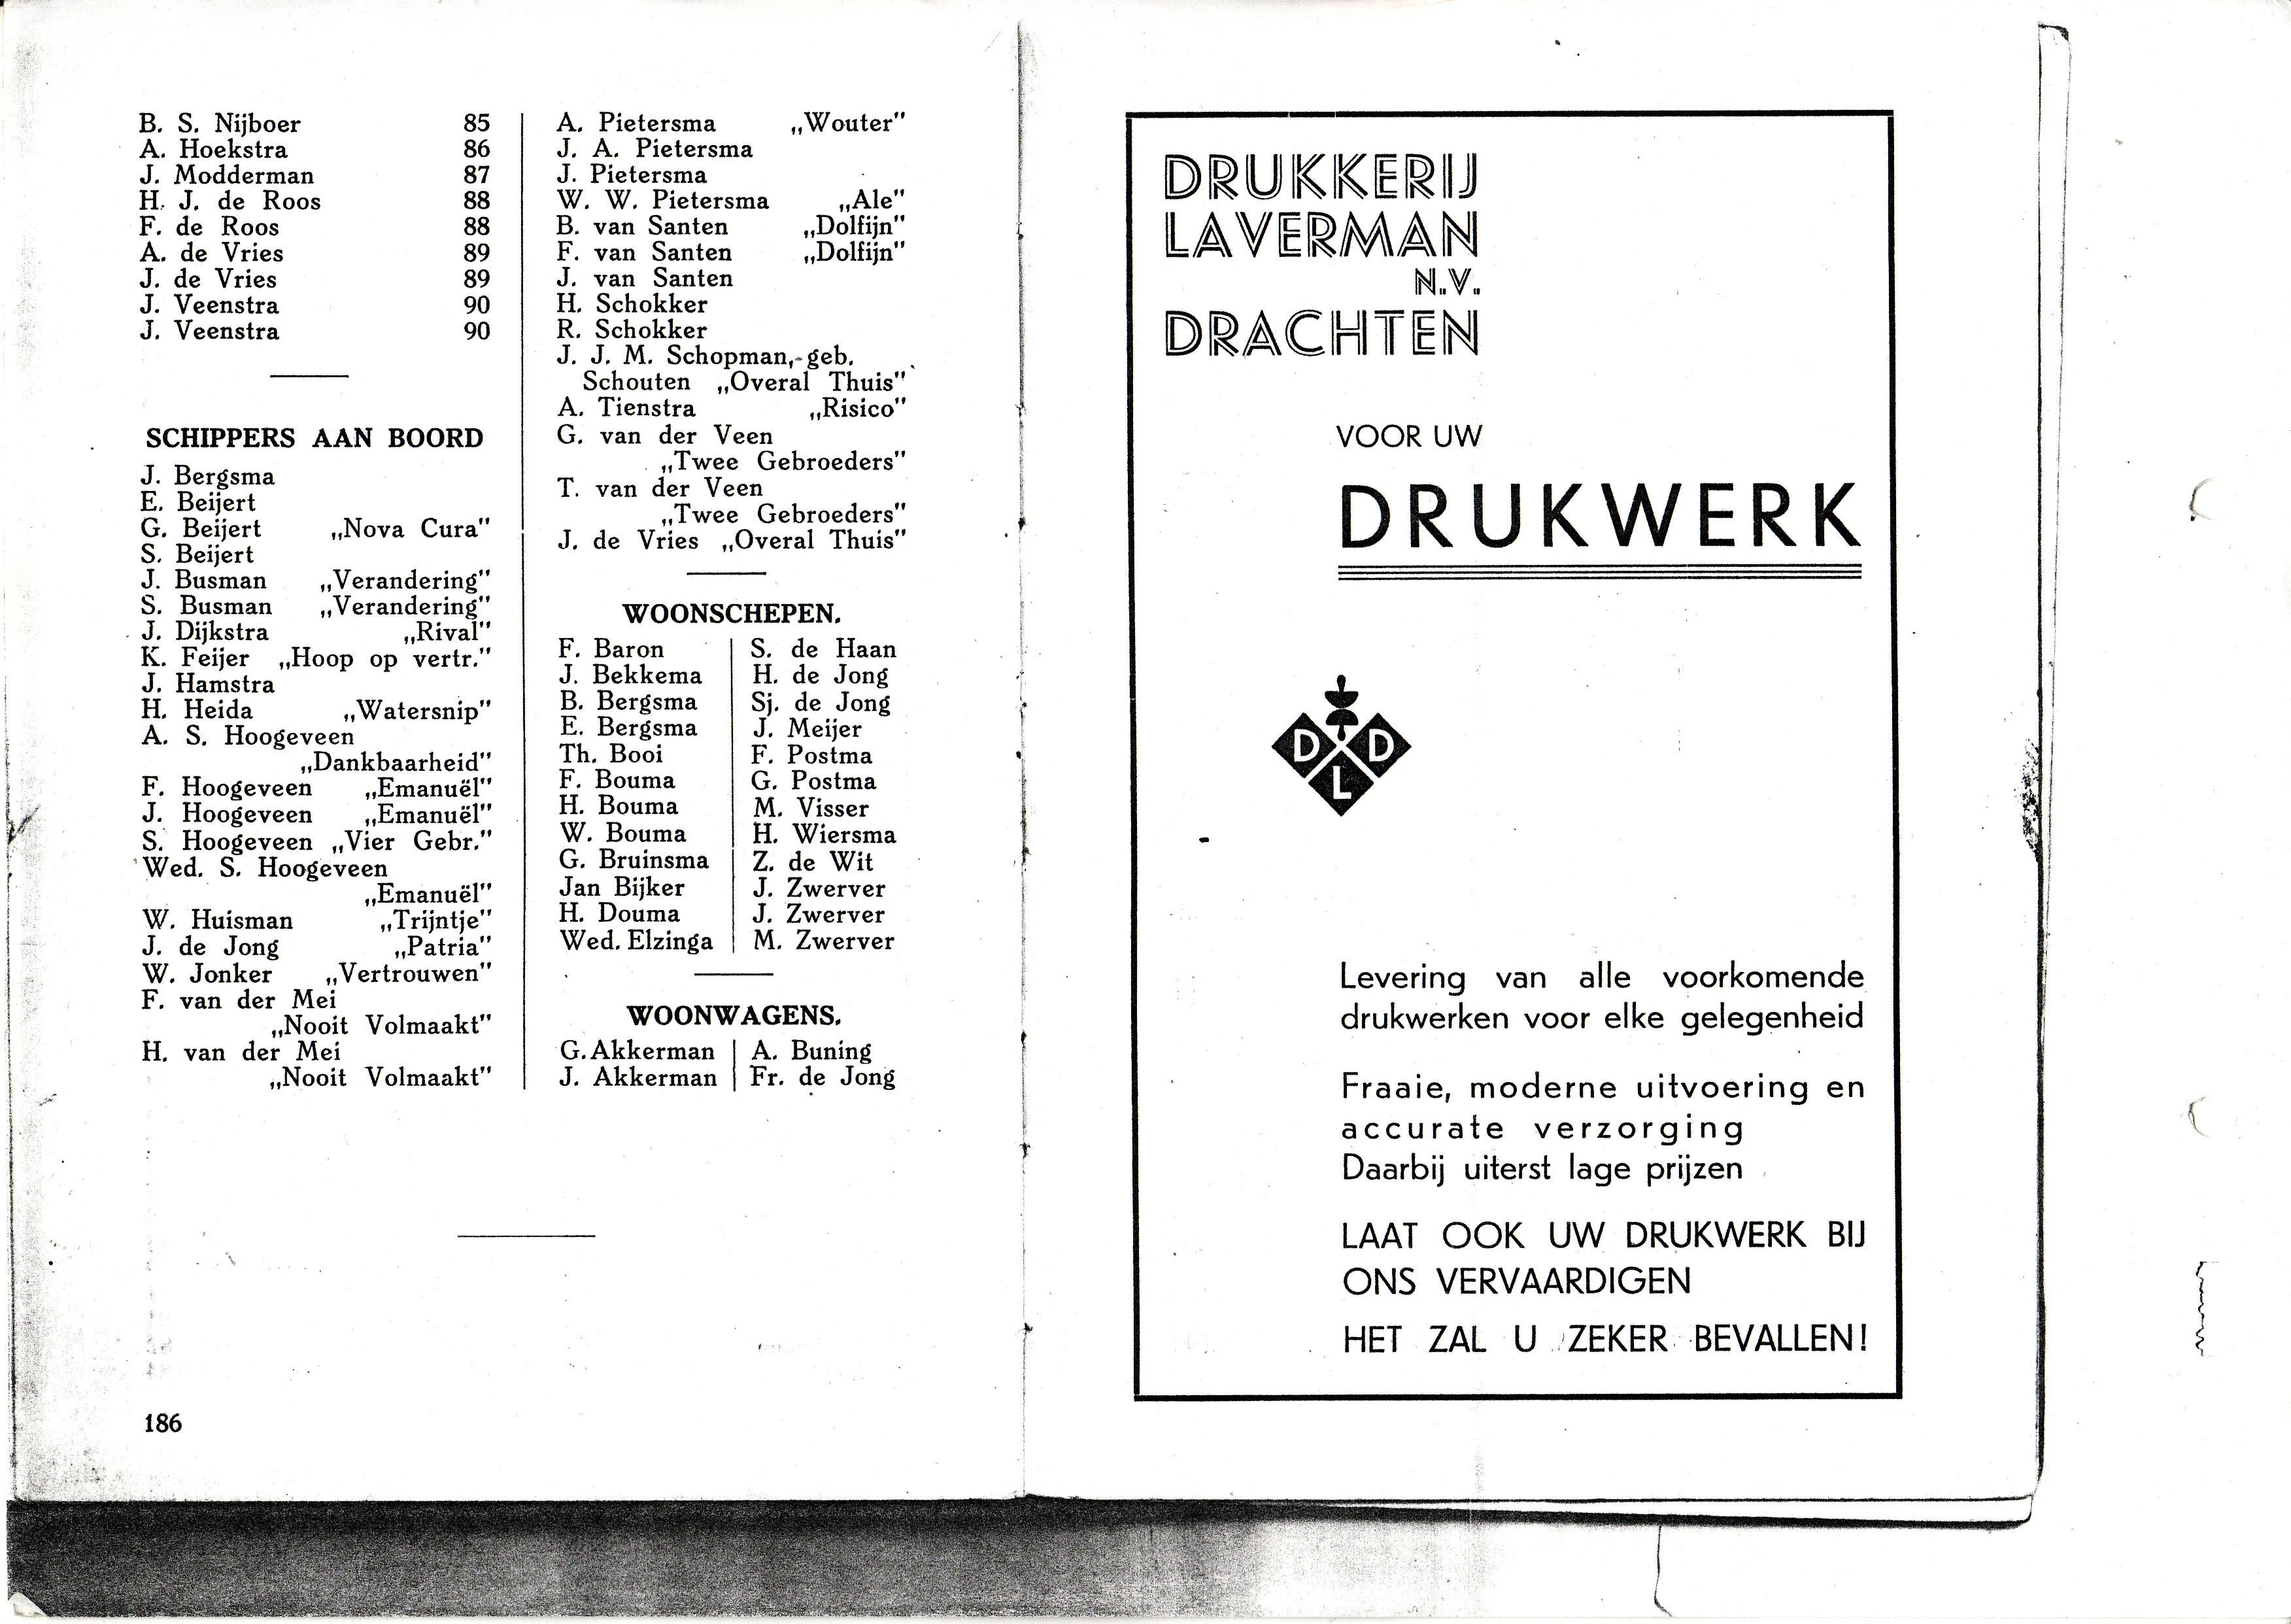 B. S. Nijboer 85
A. Hoekstra 86
J. Modderman 87
H. J. de Roos 88
F. de Roos 88
A. de Vries 89
J. de Vries 89
J. Veenstra 90
J. Veenstra 90
SCHIPPERS AAN BOORD
J. Bergsma
E. Beijert
G. Beijert „Nova Cura”
S. Beijert
J. Busman „Verandering”
S. Busman „Verandering”
J. Dijkstra „Rival”
K. Feijer „Hoop op vertr.”
J. Hamstra
H. Heida „Watersnip”
A. S. Hoogeveen
„Dankbaarheid”
F. Hoogeveen „Emanuël”
J. Hoogeveen „Emanuël”
S. Hoogeveen „Vier Gebr.”
Wed. S. Hoogeveen
„Emanuël”
W. Huisman „Trijntje”
J. de Jong „Patria”
W. Jonker „Vertrouwen”
F. van der Mei
„Nooit Volmaakt”
H. van der Mei
„Nooit Volmaakt”
A. Pietersma „Wouter”
J. A. Pietersma
J. Pietersma
W. W. Pietersma „Ale”
B. van Santen „Dolfijn”
F. van Santen „Dolfijn”
J. van Santen
H. Schokker
R. Schokker
J. J. M. Schopman, geb.
Schouten „Overal Thuis”
A. Tienstra „Risico”
G. van der Veen
„Twee Gebroeders”
T. van der Veen
„Twee Gebroeders”
J. de Vries „Overal Thuis”
WOONSCHEPEN.
F. Baron
J. Bekkema
B. Bergsma
E. Bergsma
Th. Booi
F. Bouma
H. Bouma
W. Bouma
G. Bruinsma
Jan Bijker
H. Douma
Wed. Elzinga
S. de Haan
H. de Jong
Sj. de Jong
J. Meijer
F. Postma
G. Postma
M. Visser
H. Wiersma
Z. de Wit
J. Zwerver
J. Zwerver
M. Zwerver
WOONWAGENS.
G. Akkerman
J. Akkerman
A. Buning
Fr. de Jong
186
DRUKKERIJ
LAVERMAN
N.V.
DRACHTEN
VOOR UW
DRUKWERK
D D
L
Levering van alle voorkomende
drukwerken voor elke gelegenheid
Fraaie, moderne uitvoering en
accurate verzorging
Daarbij uiterst lage prijzen
LAAT OOK UW DRUKWERK BIJ
ONS VERVAARDIGEN
HET ZAL U ZEKER BEVALLEN!